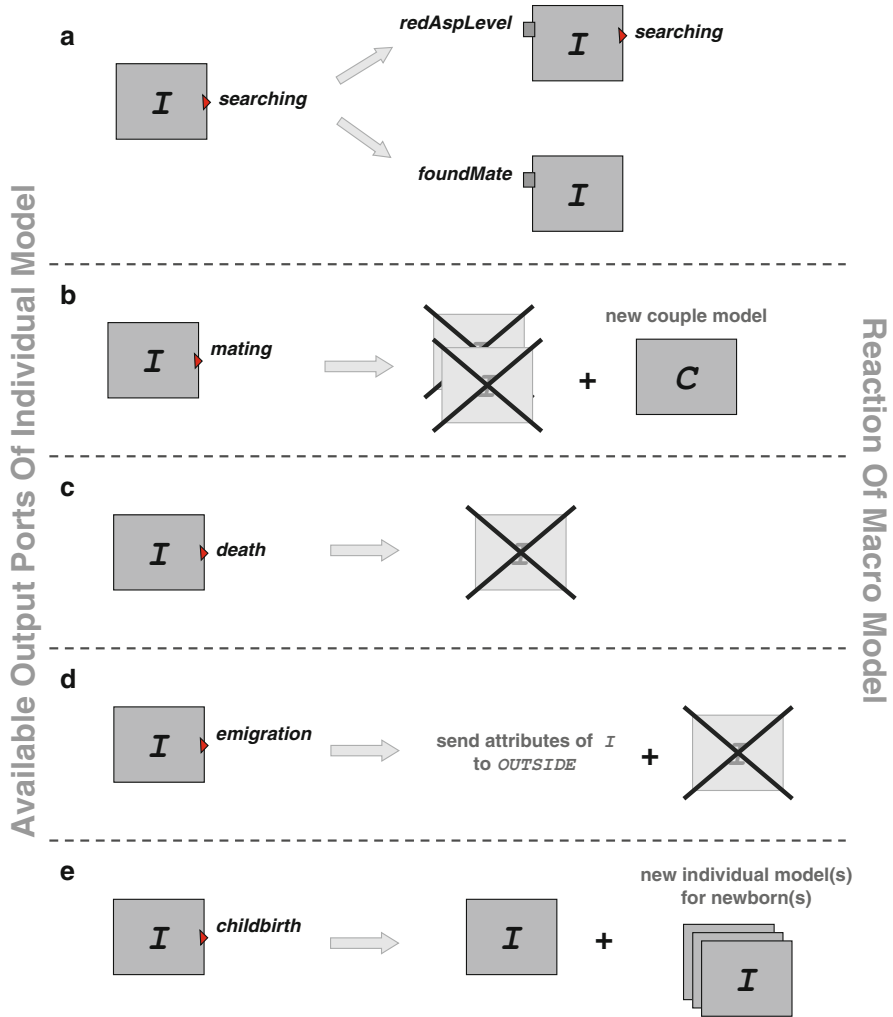 Available Output Ports Of Individual Model
Reaction Of Macro Model
a
I
searching
redAspLevel
I
searching
foundMate
I
b
I
mating
I
I
+
new couple model
C
c
I
death
I
d
I
emigration
send attributes of I
to OUTSIDE
+
I
e
I
childbirth
I
+
new individual model(s)
for newborn(s)
I